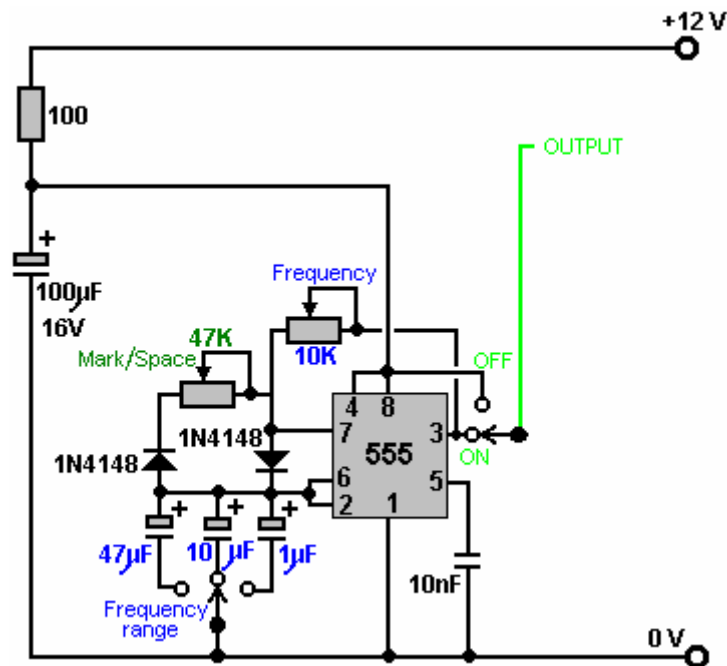 +12 V
100
OUTPUT
+
100µF
16V
Frequency
47K
10K
Mark/Space
OFF
4 8
1N4148
7
3
555
1N4148
ON
6
5
2
1
+ + +
47µF
10 µF
1µF
10nF
Frequency
range
0 V